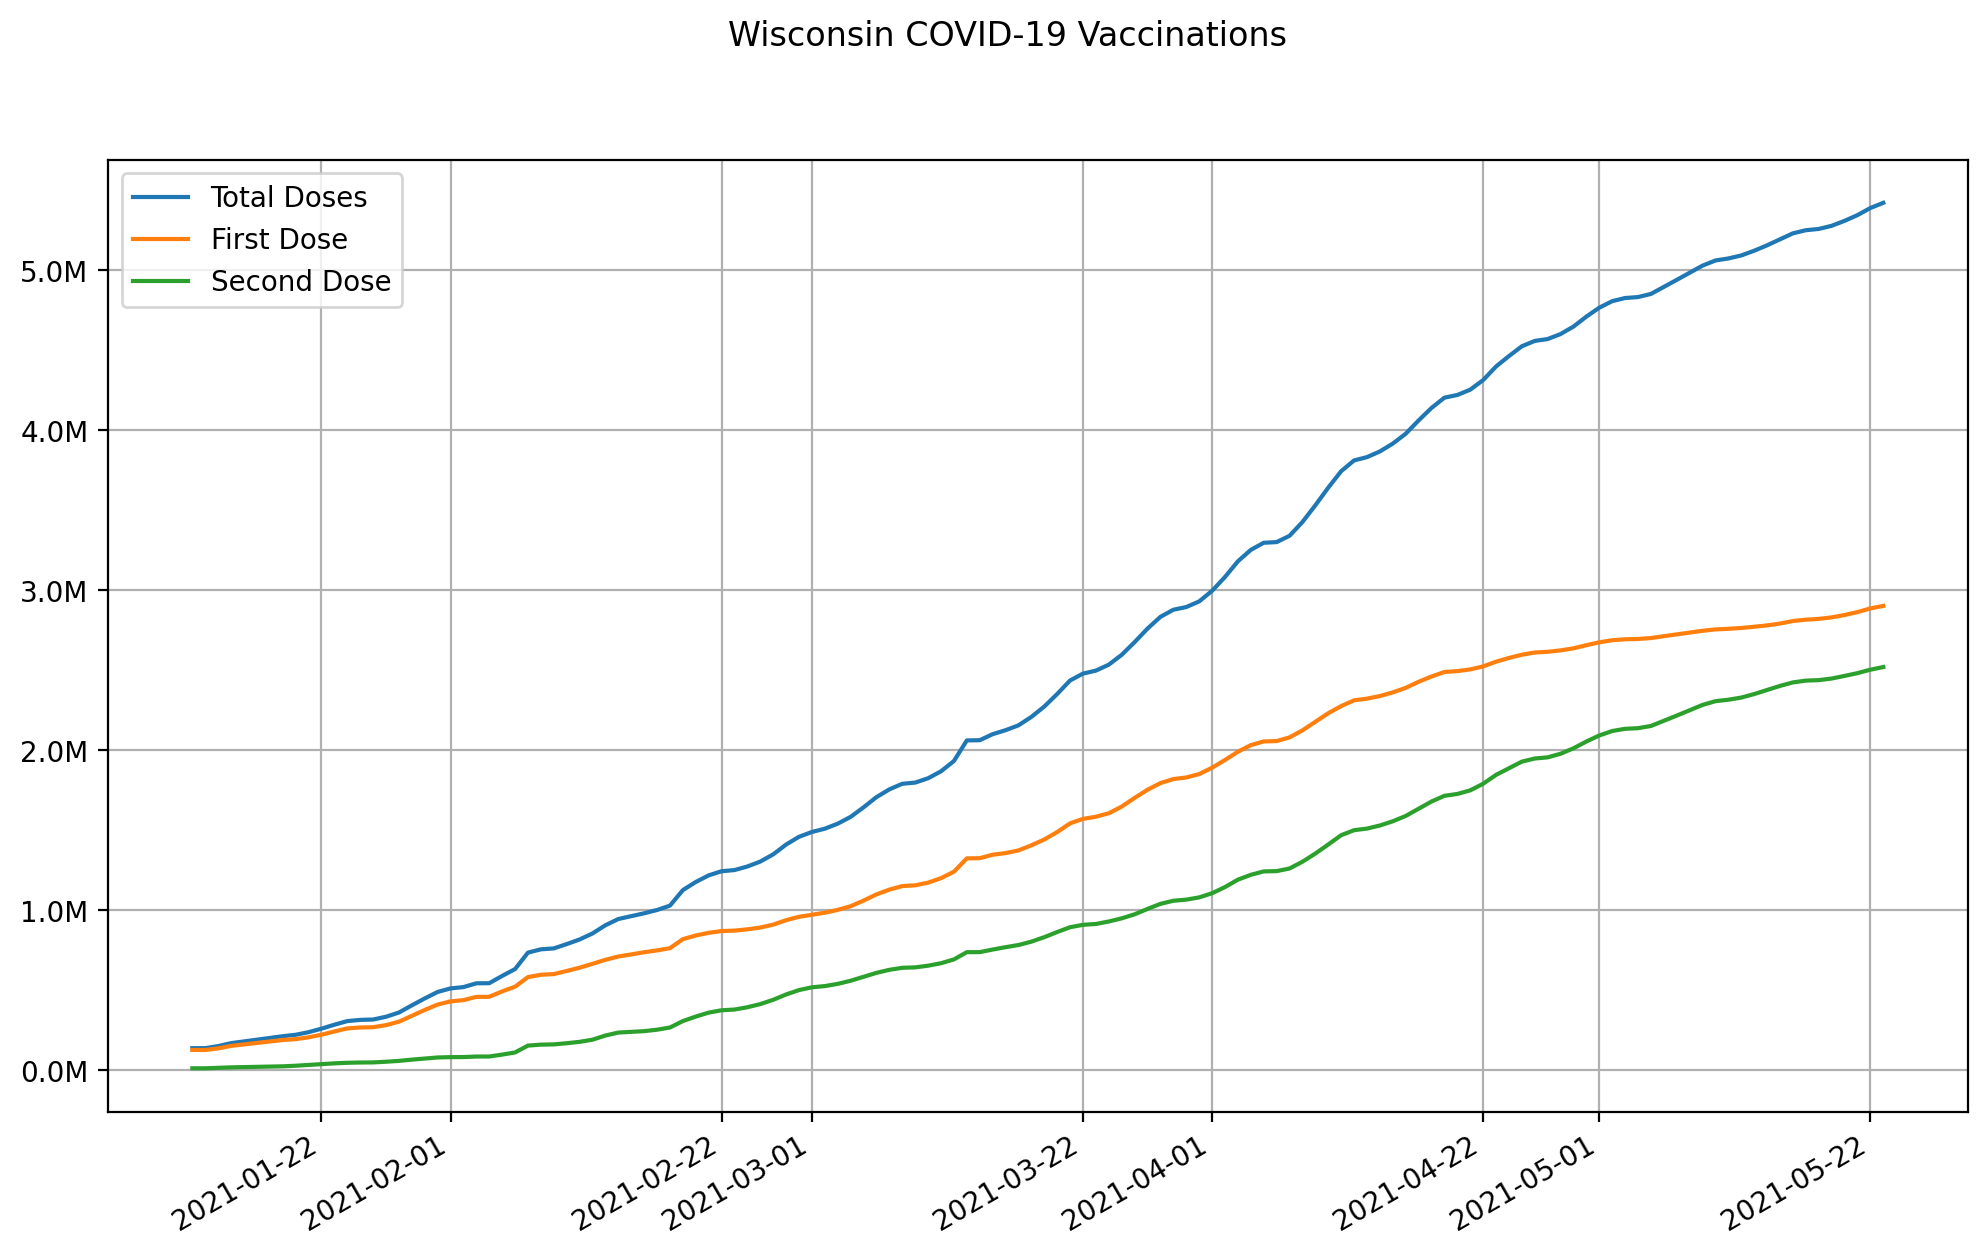 Wisconsin COVID-19 Vaccinations
Total Doses
First Dose
Second Dose
5.0M
4.0M
3.0M
2.0M
1.0M
0.0M
2021-01-22
2021-02-01
2021-02-22
2021-03-01
2021-03-22
2021-04-01
2021-04-22
2021-05-01
2021-05-22